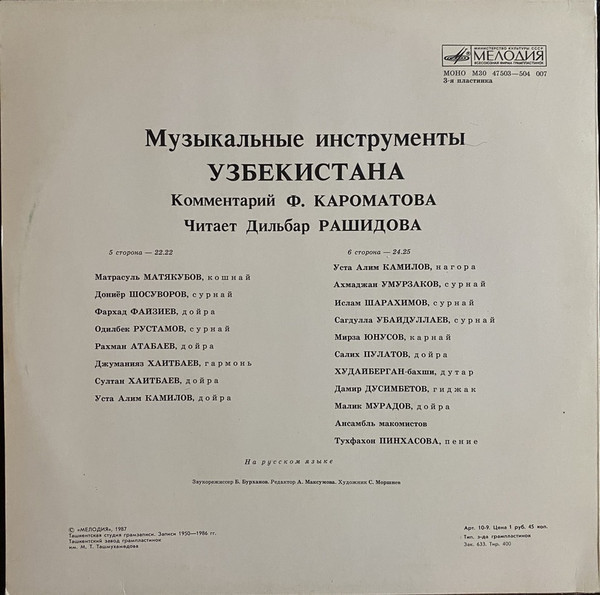 МИНИСТЕРСТВО КУЛЬТУРЫ СССР
МЕЛОДИЯ
ВСЕСОЮЗНАЯ ФИРМА ГРАМПЛАСТИНОК
МОНО М30 47503—504 007
3-я пластинка
Музыкальные инструменты
УЗБЕКИСТАНА
Комментарий Ф. КАРОМАТОВА
Читает Дильбар РАШИДОВА
5 сторона — 22.22
Матрасуль МАТЯКУБОВ, кошнай
Дониёр ШОСУВОРОВ, сурнай
Фархад ФАИЗИЕВ, дойра
Одилбек РУСТАМОВ, сурнай
Рахман АТАБАЕВ, дойра
Джуманияз ХАИТБАЕВ, гармонь
Султан ХАИТБАЕВ, дойра
Уста Алим КАМИЛОВ, дойра
6 сторона — 24.25
Уста Алим КАМИЛОВ, нагора
Ахмаджан УМУРЗАКОВ, сурнай
Ислам ШАРАХИМОВ, сурнай
Сагдулла УБАЙДУЛЛАЕВ, сурнай
Мирза ЮНУСОВ, карнай
Салих ПУЛАТОВ, дойра
ХУДАЙБЕРГАН-бахши, дутар
Дамир ДУСИМБЕТОВ, гиджак
Малик МУРАДОВ, дойра
Ансамбль макомистов
Тухфахон ПИНХАСОВА, пение
На русском языке
Звукорежиссер Б. Бурханов. Редактор А. Максумова. Художник С. Моршнев
© «МЕЛОДИЯ», 1987
Ташкентская студия грамзаписи. Записи 1950—1986 гг.
Ташкентский завод грампластинок
им. М. Т. Ташмухамедова
Арт. 10-9. Цена 1 руб. 45 коп.
Тип. з-да грампластинок
Зак. 633. Тир. 400